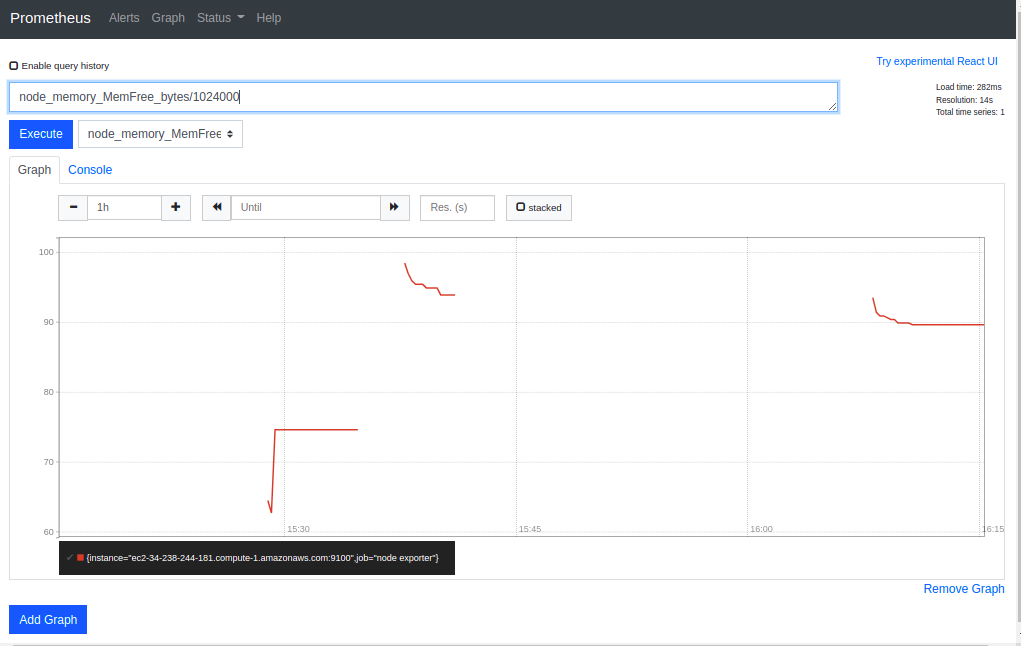 Prometheus Alerts Graph Status Help
Enable query history
Try experimental React UI
node_memory_MemFree_bytes/1024000
Load time: 282ms
Resolution: 14s
Total time series: 1
Execute node_memory_MemFree
Graph Console
1h Until Res. (s) stacked
100
90
80
70
60
15:30 15:45 16:00 16:15
{instance="ec2-34-238-244-181.compute-1.amazonaws.com:9100",job="node exporter"}
Remove Graph
Add Graph